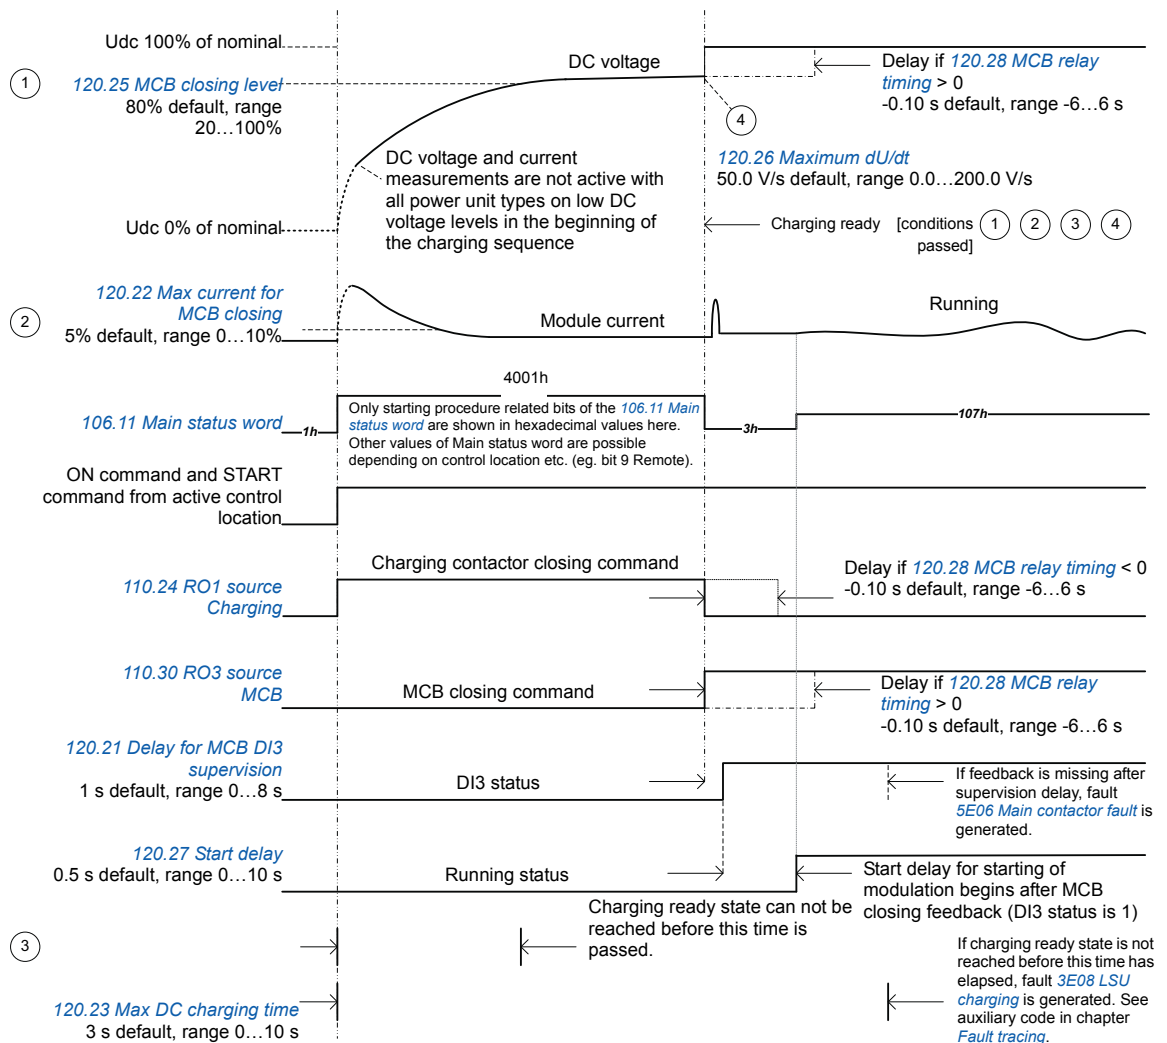 Udc 100% of nominal
1
120.25 MCB closing level
80% default, range
20…100%
DC voltage
Delay if 120.28 MCB relay
timing > 0
-0.10 s default, range -6…6 s
4
DC voltage and current
measurements are not active with
all power unit types on low DC
voltage levels in the beginning of
the charging sequence
120.26 Maximum dU/dt
50.0 V/s default, range 0.0…200.0 V/s
Udc 0% of nominal
Charging ready [conditions 1 2 3 4
passed]
2
120.22 Max current for
MCB closing
5% default, range 0…10%
Module current
Running
4001h
106.11 Main status word
1h
Only starting procedure related bits of the 106.11 Main
status word are shown in hexadecimal values here.
Other values of Main status word are possible
depending on control location etc. (eg. bit 9 Remote).
3h
107h
ON command and START
command from active control
location
Charging contactor closing command
110.24 RO1 source
Charging
Delay if 120.28 MCB relay timing < 0
-0.10 s default, range -6…6 s
110.30 RO3 source
MCB
MCB closing command
Delay if 120.28 MCB relay
timing > 0
-0.10 s default, range -6…6 s
120.21 Delay for MCB DI3
supervision
1 s default, range 0…8 s
DI3 status
If feedback is missing after
supervision delay, fault
5E06 Main contactor fault is
generated.
120.27 Start delay
0.5 s default, range 0…10 s
Running status
Start delay for starting of
modulation begins after MCB
closing feedback (DI3 status is 1)
3
Charging ready state can not be
reached before this time is
passed.
120.23 Max DC charging time
3 s default, range 0…10 s
If charging ready state is not
reached before this time has
elapsed, fault 3E08 LSU
charging is generated. See
auxiliary code in chapter
Fault tracing.